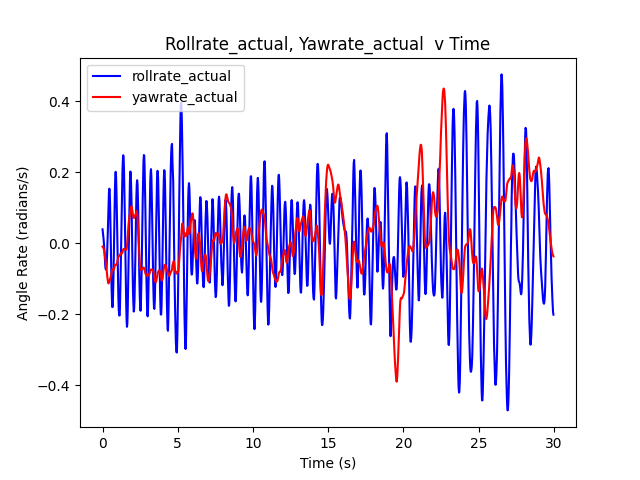 Rollrate_actual, Yawrate_actual  v Time
rollrate_actual
yawrate_actual
Angle Rate (radians/s)
0.4
0.2
0.0
−0.2
−0.4
0 5 10 15 20 25 30
Time (s)